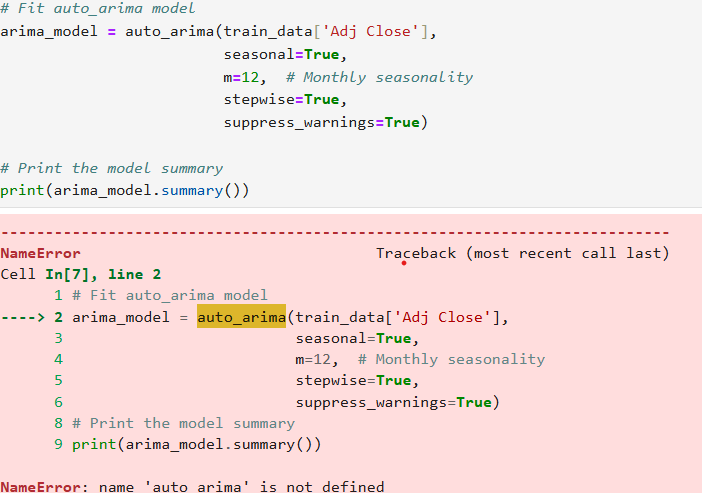 # Fit auto_arima model
arima_model = auto_arima(train_data['Adj Close'],
                         seasonal=True,
                         m=12,  # Monthly seasonality
                         stepwise=True,
                         suppress_warnings=True)

# Print the model summary
print(arima_model.summary())
---------------------------------------------------------------------------
NameError                                 Traceback (most recent call last)
Cell In[7], line 2
      1 # Fit auto_arima model
----> 2 arima_model = auto_arima(train_data['Adj Close'],
      3                          seasonal=True,
      4                          m=12,  # Monthly seasonality
      5                          stepwise=True,
      6                          suppress_warnings=True)
      8 # Print the model summary
      9 print(arima_model.summary())

NameError: name 'auto_arima' is not defined